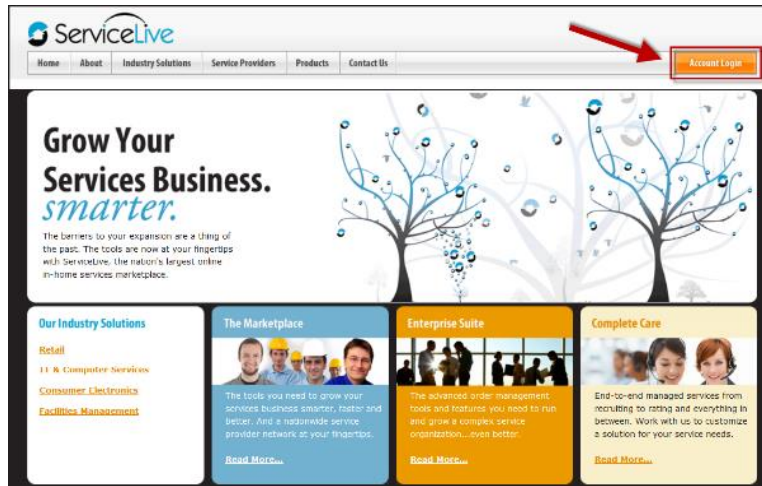 ServiceLive
Home About Industry Solutions Service Providers Products Contact Us
Account Login
Grow Your
Services Business.
smarter.
The barriers to your expansion are a thing of
the past. The tools are now at your fingertips
with ServiceLive, the nation's largest online
in-home services marketplace.
Our Industry Solutions
Retail
IT & Computer Services
Consumer Electronics
Facilities Management
The Marketplace
The tools you need to grow your
services business smarter, faster and
better. And a nationwide service
provider network at your fingertips.
Read More...
Enterprise Suite
The advanced order management
tools and features you need to run
and grow a complex service
organization...even better.
Read More...
Complete Care
End-to-end managed services from
recruiting to rating and everything in
between. Work with us to customize
a solution for your service needs.
Read More...